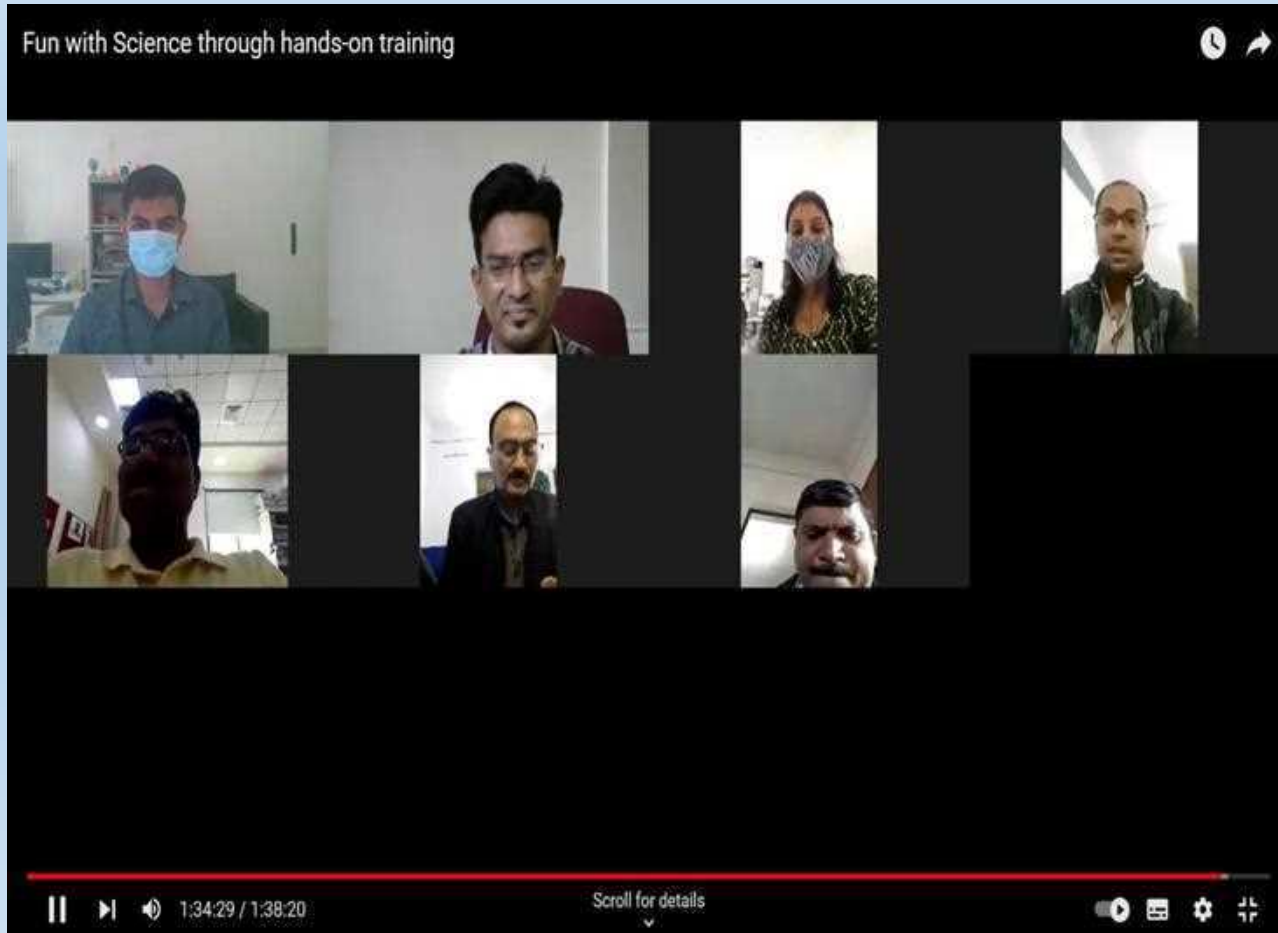 Fun with Science through hands-on training
1:34:29 / 1:38:20
Scroll for details